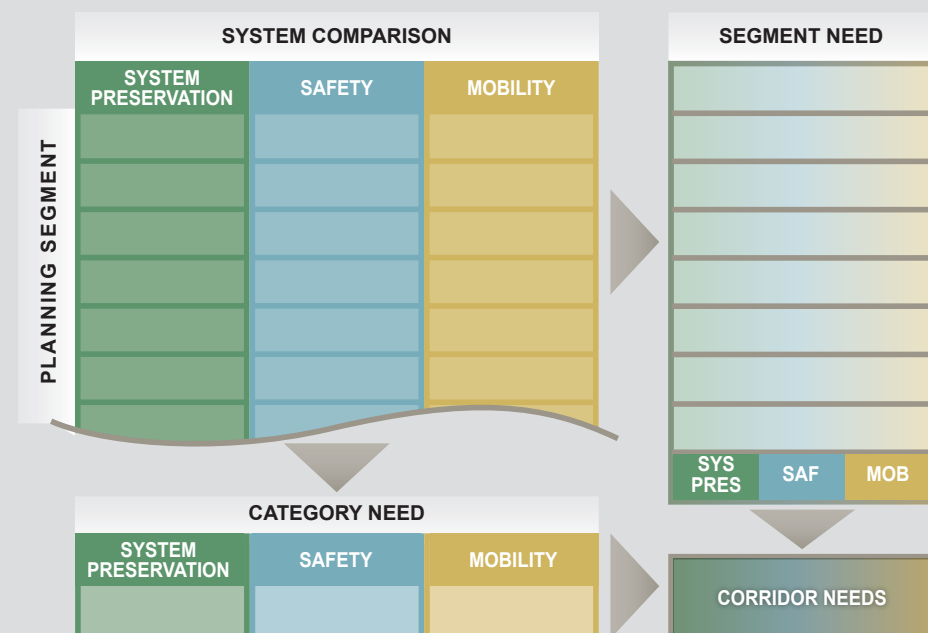 SYSTEM COMPARISON
SYSTEM
PRESERVATION
SAFETY
MOBILITY
PLANNING SEGMENT
SEGMENT NEED
SYS
PRES
SAF
MOB
CATEGORY NEED
SYSTEM
PRESERVATION
SAFETY
MOBILITY
CORRIDOR NEEDS